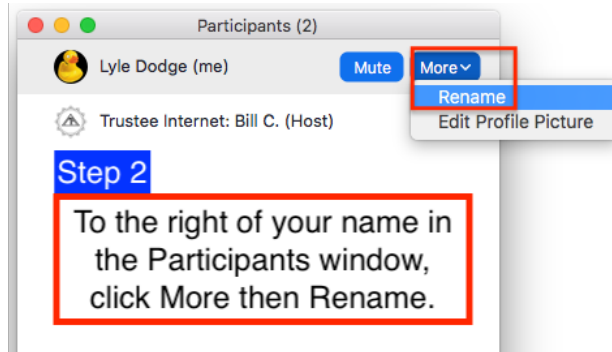 Participants (2)
Lyle Dodge (me) Mute More
Rename
Trustee Internet: Bill C. (Host) Edit Profile Picture
Step 2
To the right of your name in
the Participants window,
click More then Rename.